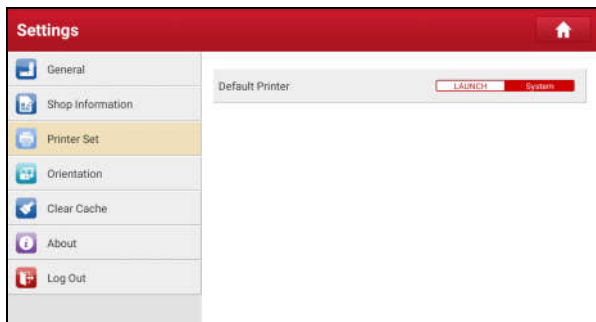 Settings
General
Shop Information
Printer Set
Orientation
Clear Cache
About
Log Out
Default Printer
LAUNCH System